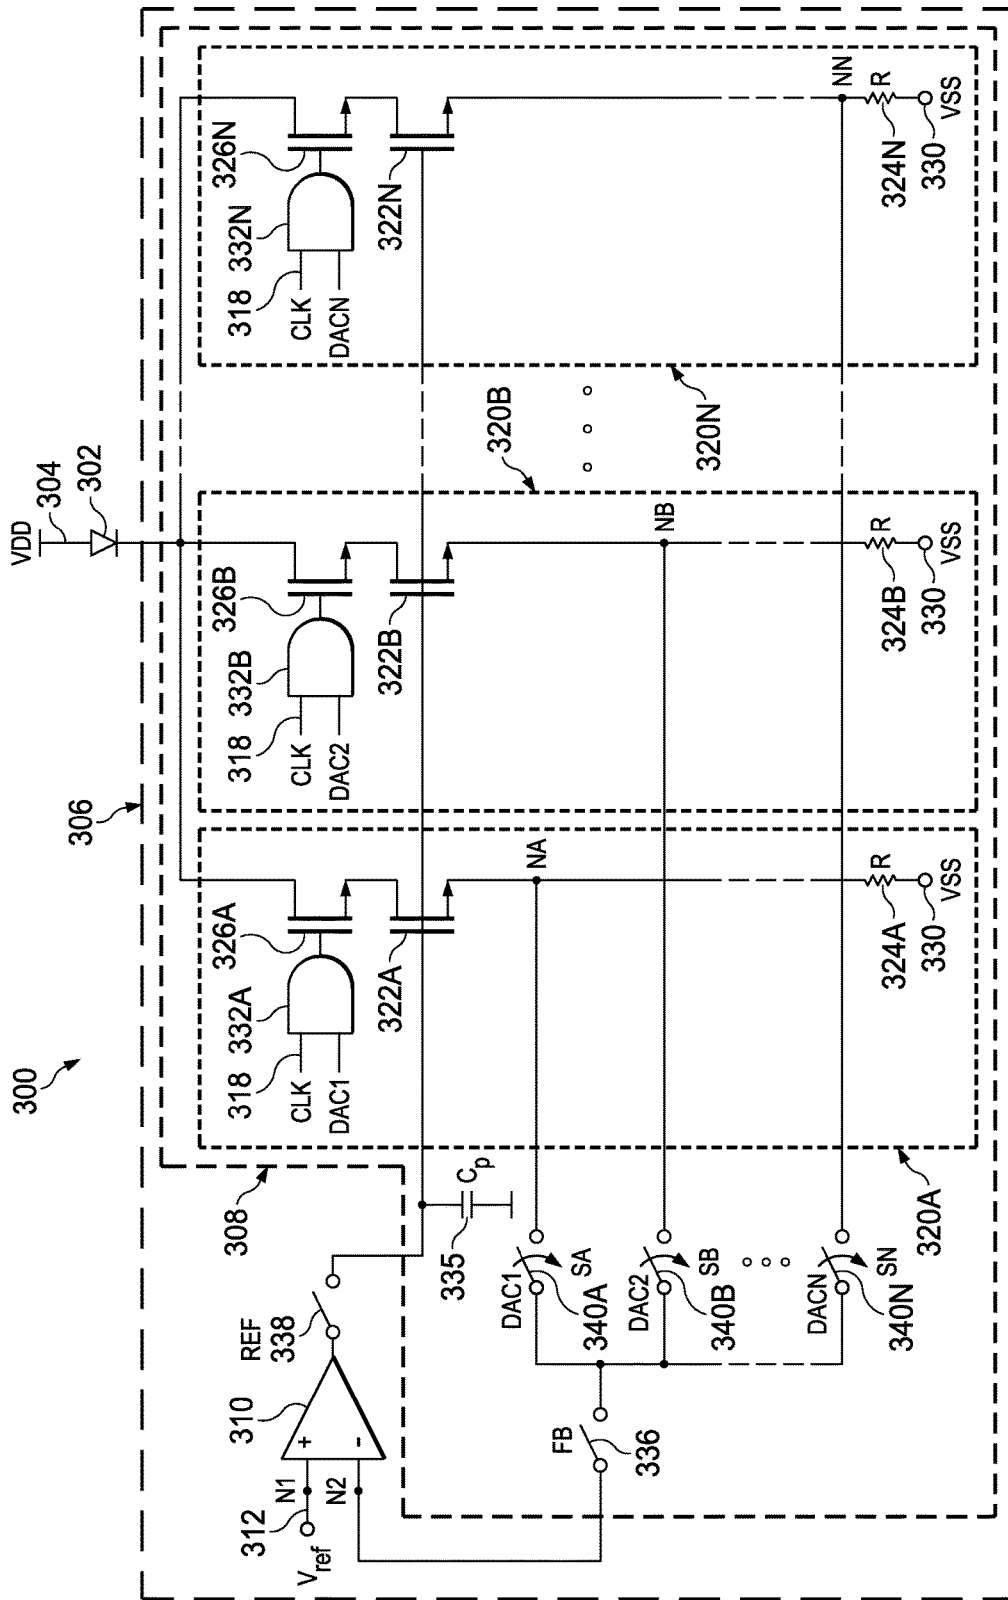 300
306
VDD
304
302
308
318
332A
326A
CLK
DAC1
322A
318
332B
326B
CLK
DAC2
322B
318
332N
326N
CLK
DACN
322N
320B
320N
312
N1
V_ref
N2
310
+
-
REF
338
335
C_p
NA
NB
NN
FB
336
DAC1
SA
340A
DAC2
SB
340B
DACN
SN
340N
320A
R
324A
330
VSS
R
324B
330
VSS
R
324N
330
VSS